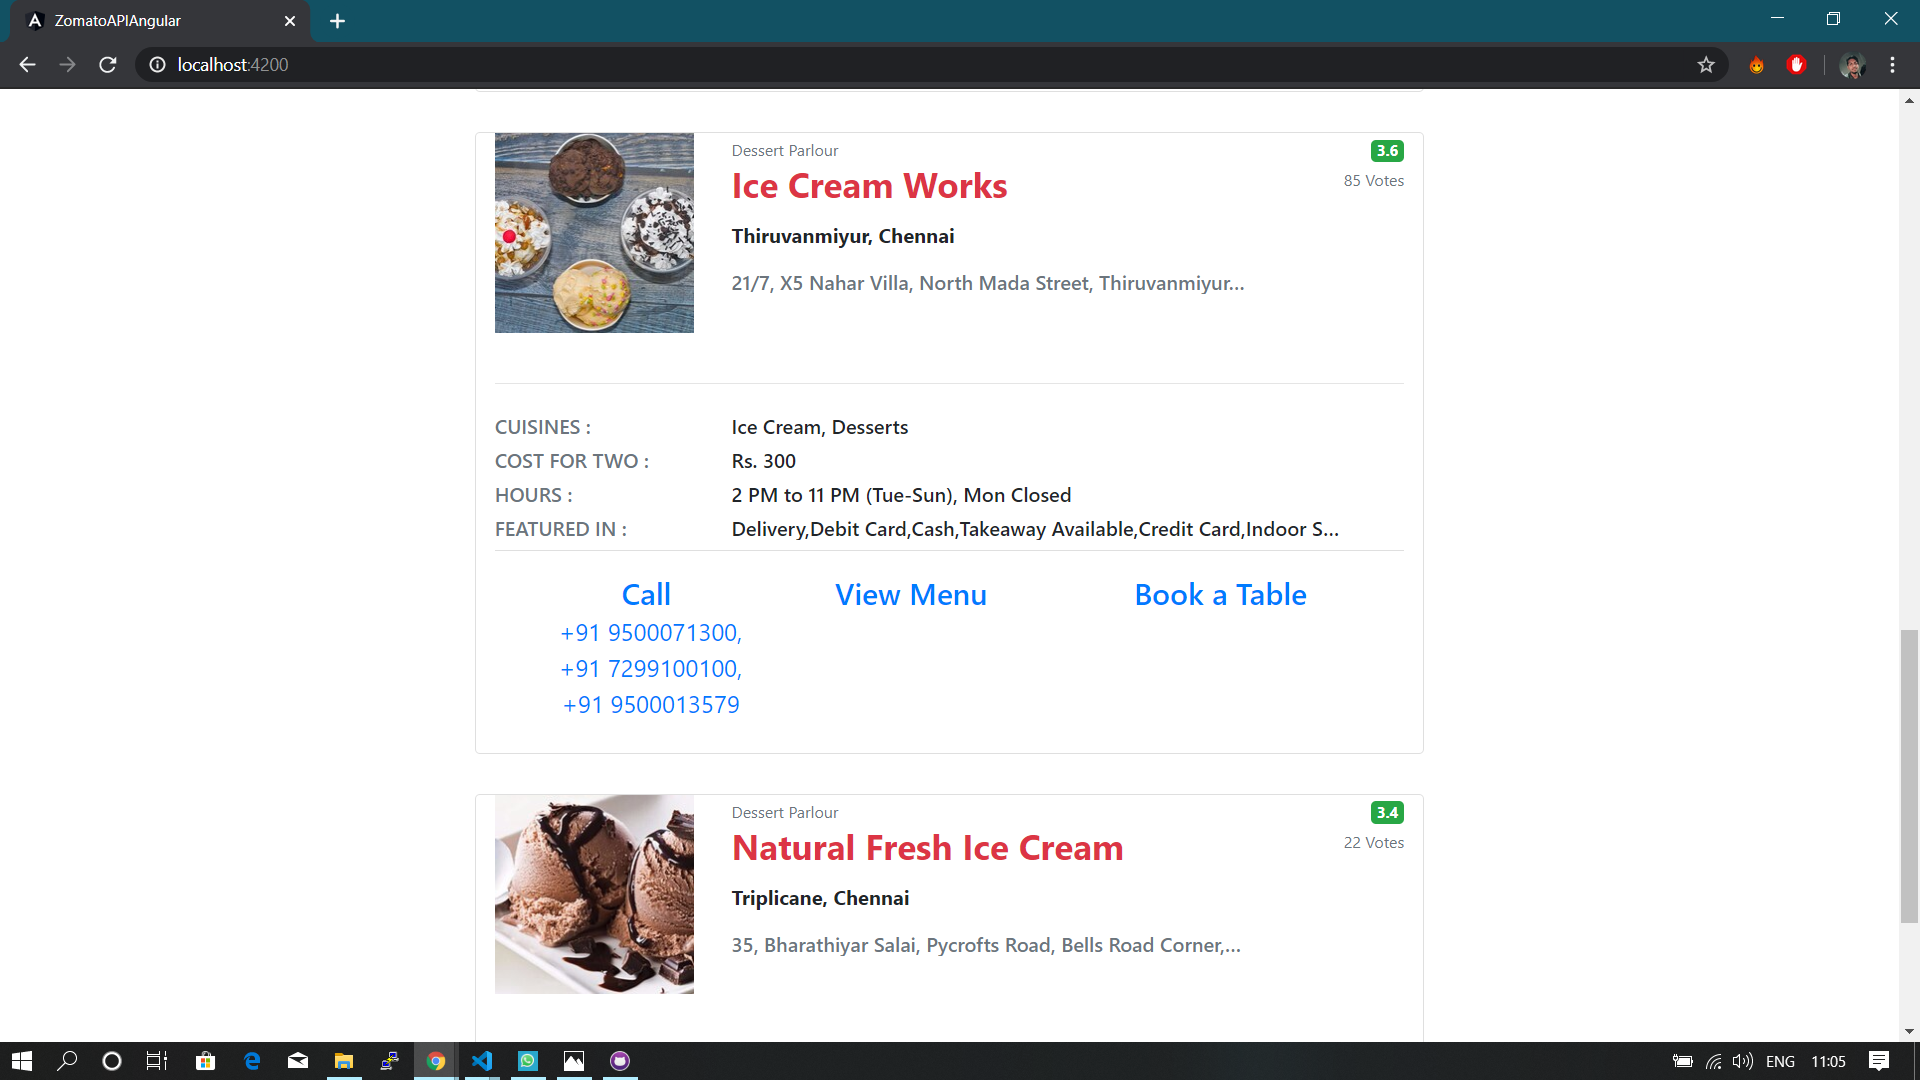 ZomatoAPIAngular
localhost:4200
Dessert Parlour
3.6
Ice Cream Works
85 Votes
Thiruvanmiyur, Chennai
21/7, X5 Nahar Villa, North Mada Street, Thiruvanmiyur...
CUISINES : Ice Cream, Desserts
COST FOR TWO : Rs. 300
HOURS : 2 PM to 11 PM (Tue-Sun), Mon Closed
FEATURED IN : Delivery,Debit Card,Cash,Takeaway Available,Credit Card,Indoor S...
Call View Menu Book a Table
+91 9500071300,
+91 7299100100,
+91 9500013579
Dessert Parlour
3.4
Natural Fresh Ice Cream
22 Votes
Triplicane, Chennai
35, Bharathiyar Salai, Pycrofts Road, Bells Road Corner,...
ENG 11:05